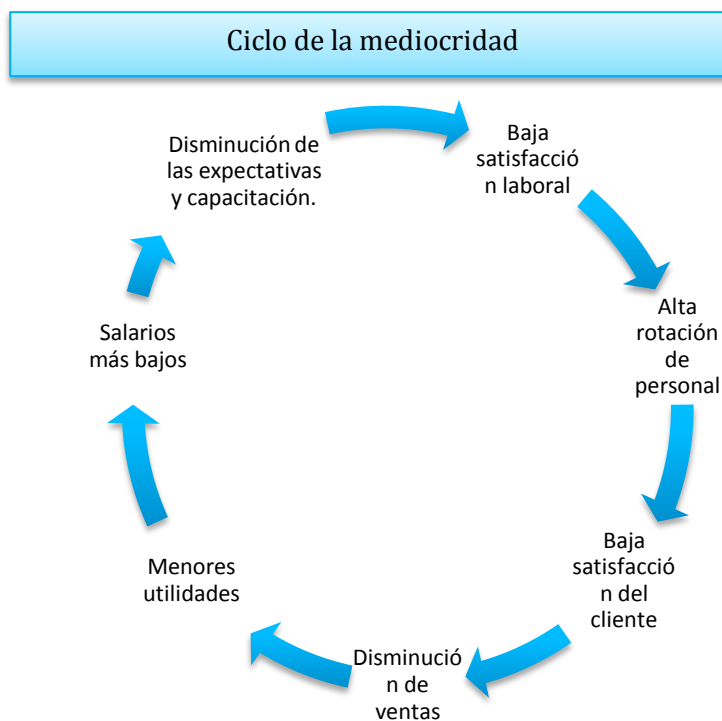 Ciclo de la mediocridad
Baja
satisfacció
n laboral
Alta
rotación
de
personal
Baja
satisfacció
n del
cliente
Disminució
n de
ventas
Menores
utilidades
Salarios
más bajos
Disminución de
las expectativas
y capacitación.